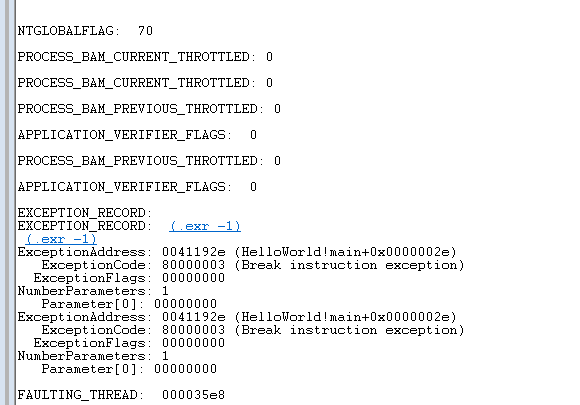 NTGLOBALFLAG:  70
PROCESS_BAM_CURRENT_THROTTLED: 0
PROCESS_BAM_CURRENT_THROTTLED: 0
PROCESS_BAM_PREVIOUS_THROTTLED: 0
APPLICATION_VERIFIER_FLAGS:  0
PROCESS_BAM_PREVIOUS_THROTTLED: 0
APPLICATION_VERIFIER_FLAGS:  0
EXCEPTION_RECORD:
EXCEPTION_RECORD:  (.exr -1)
(.exr -1)
ExceptionAddress: 0041192e (HelloWorld!main+0x0000002e)
ExceptionCode: 80000003 (Break instruction exception)
ExceptionFlags: 00000000
NumberParameters: 1
Parameter[0]: 00000000
ExceptionAddress: 0041192e (HelloWorld!main+0x0000002e)
ExceptionCode: 80000003 (Break instruction exception)
ExceptionFlags: 00000000
NumberParameters: 1
Parameter[0]: 00000000
FAULTING_THREAD:  000035e8